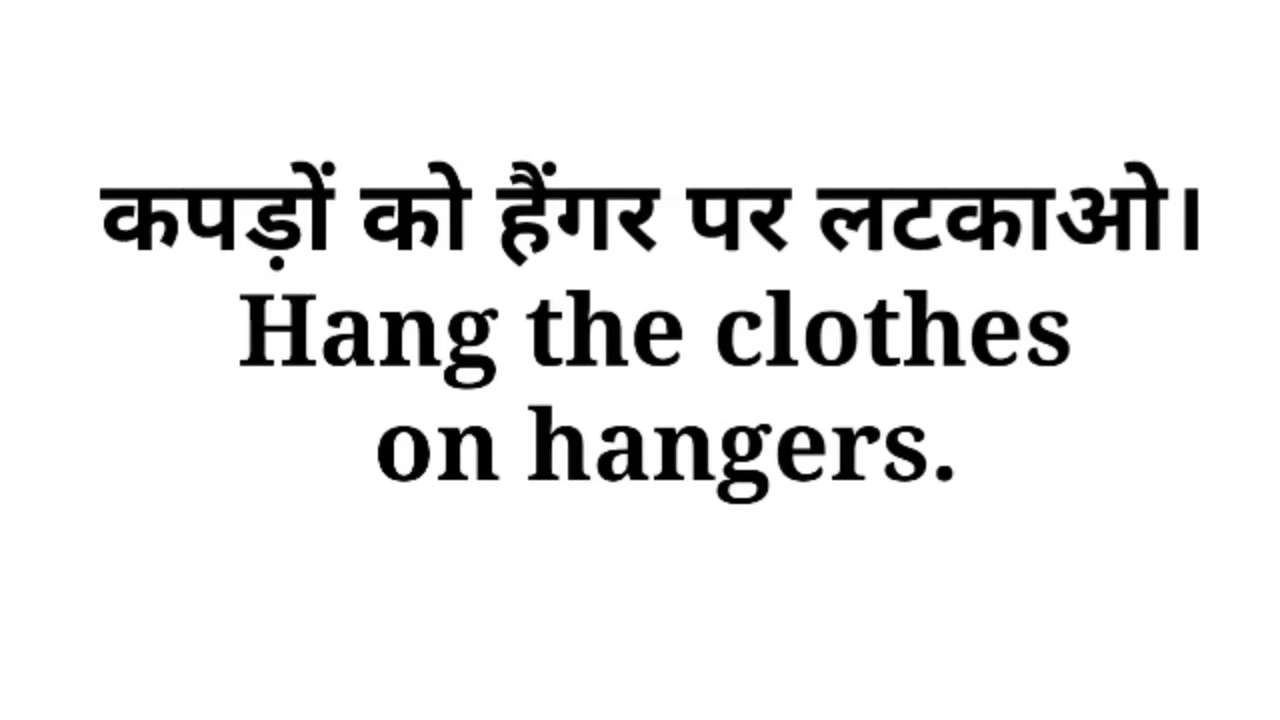 कपड़ों को हैंगर पर लटकाओ।
Hang the clothes
on hangers.